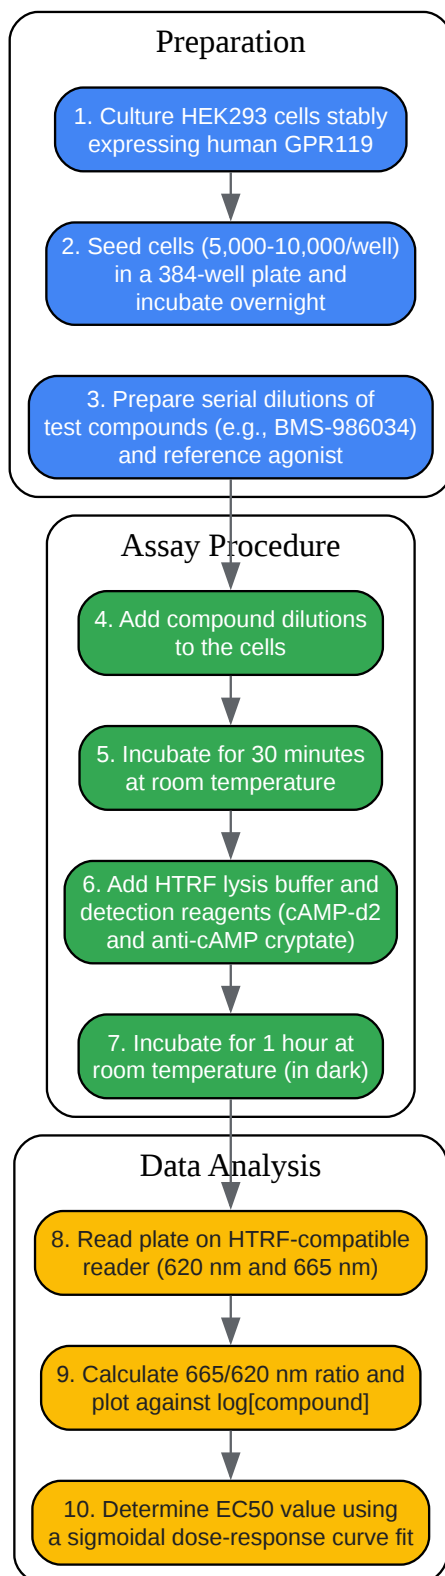 Preparation
1. Culture HEK293 cells stably
expressing human GPR119
2. Seed cells (5,000-10,000/well)
in a 384-well plate and
incubate overnight
3. Prepare serial dilutions of
test compounds (e.g., BMS-986034)
and reference agonist
Assay Procedure
4. Add compound dilutions
to the cells
5. Incubate for 30 minutes
at room temperature
6. Add HTRF lysis buffer and
detection reagents (cAMP-d2
and anti-cAMP cryptate)
7. Incubate for 1 hour at
room temperature (in dark)
Data Analysis
8. Read plate on HTRF-compatible
reader (620 nm and 665 nm)
9. Calculate 665/620 nm ratio and
plot against log[compound]
10. Determine EC50 value using
a sigmoidal dose-response curve fit